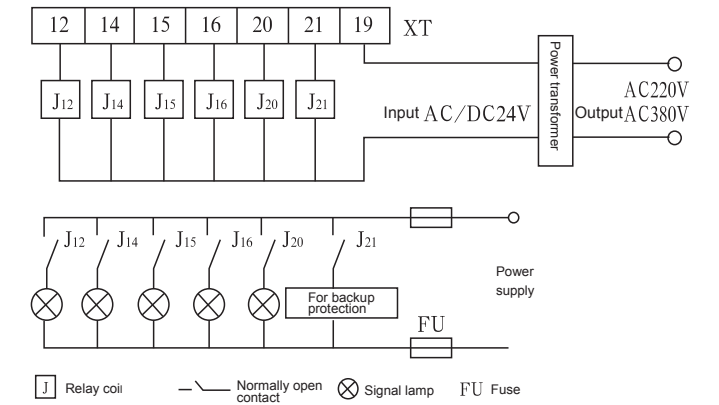 12 14 15 16 20 21 19 XT
J12 J14 J15 J16 J20 J21
Input AC/DC24V
Power transformer
AC220V
Output AC380V
J12 J14 J15 J16 J20 J21
Power
supply
For backup
protection
FU
J Relay coil
Normally open
contact
Signal lamp
FU Fuse